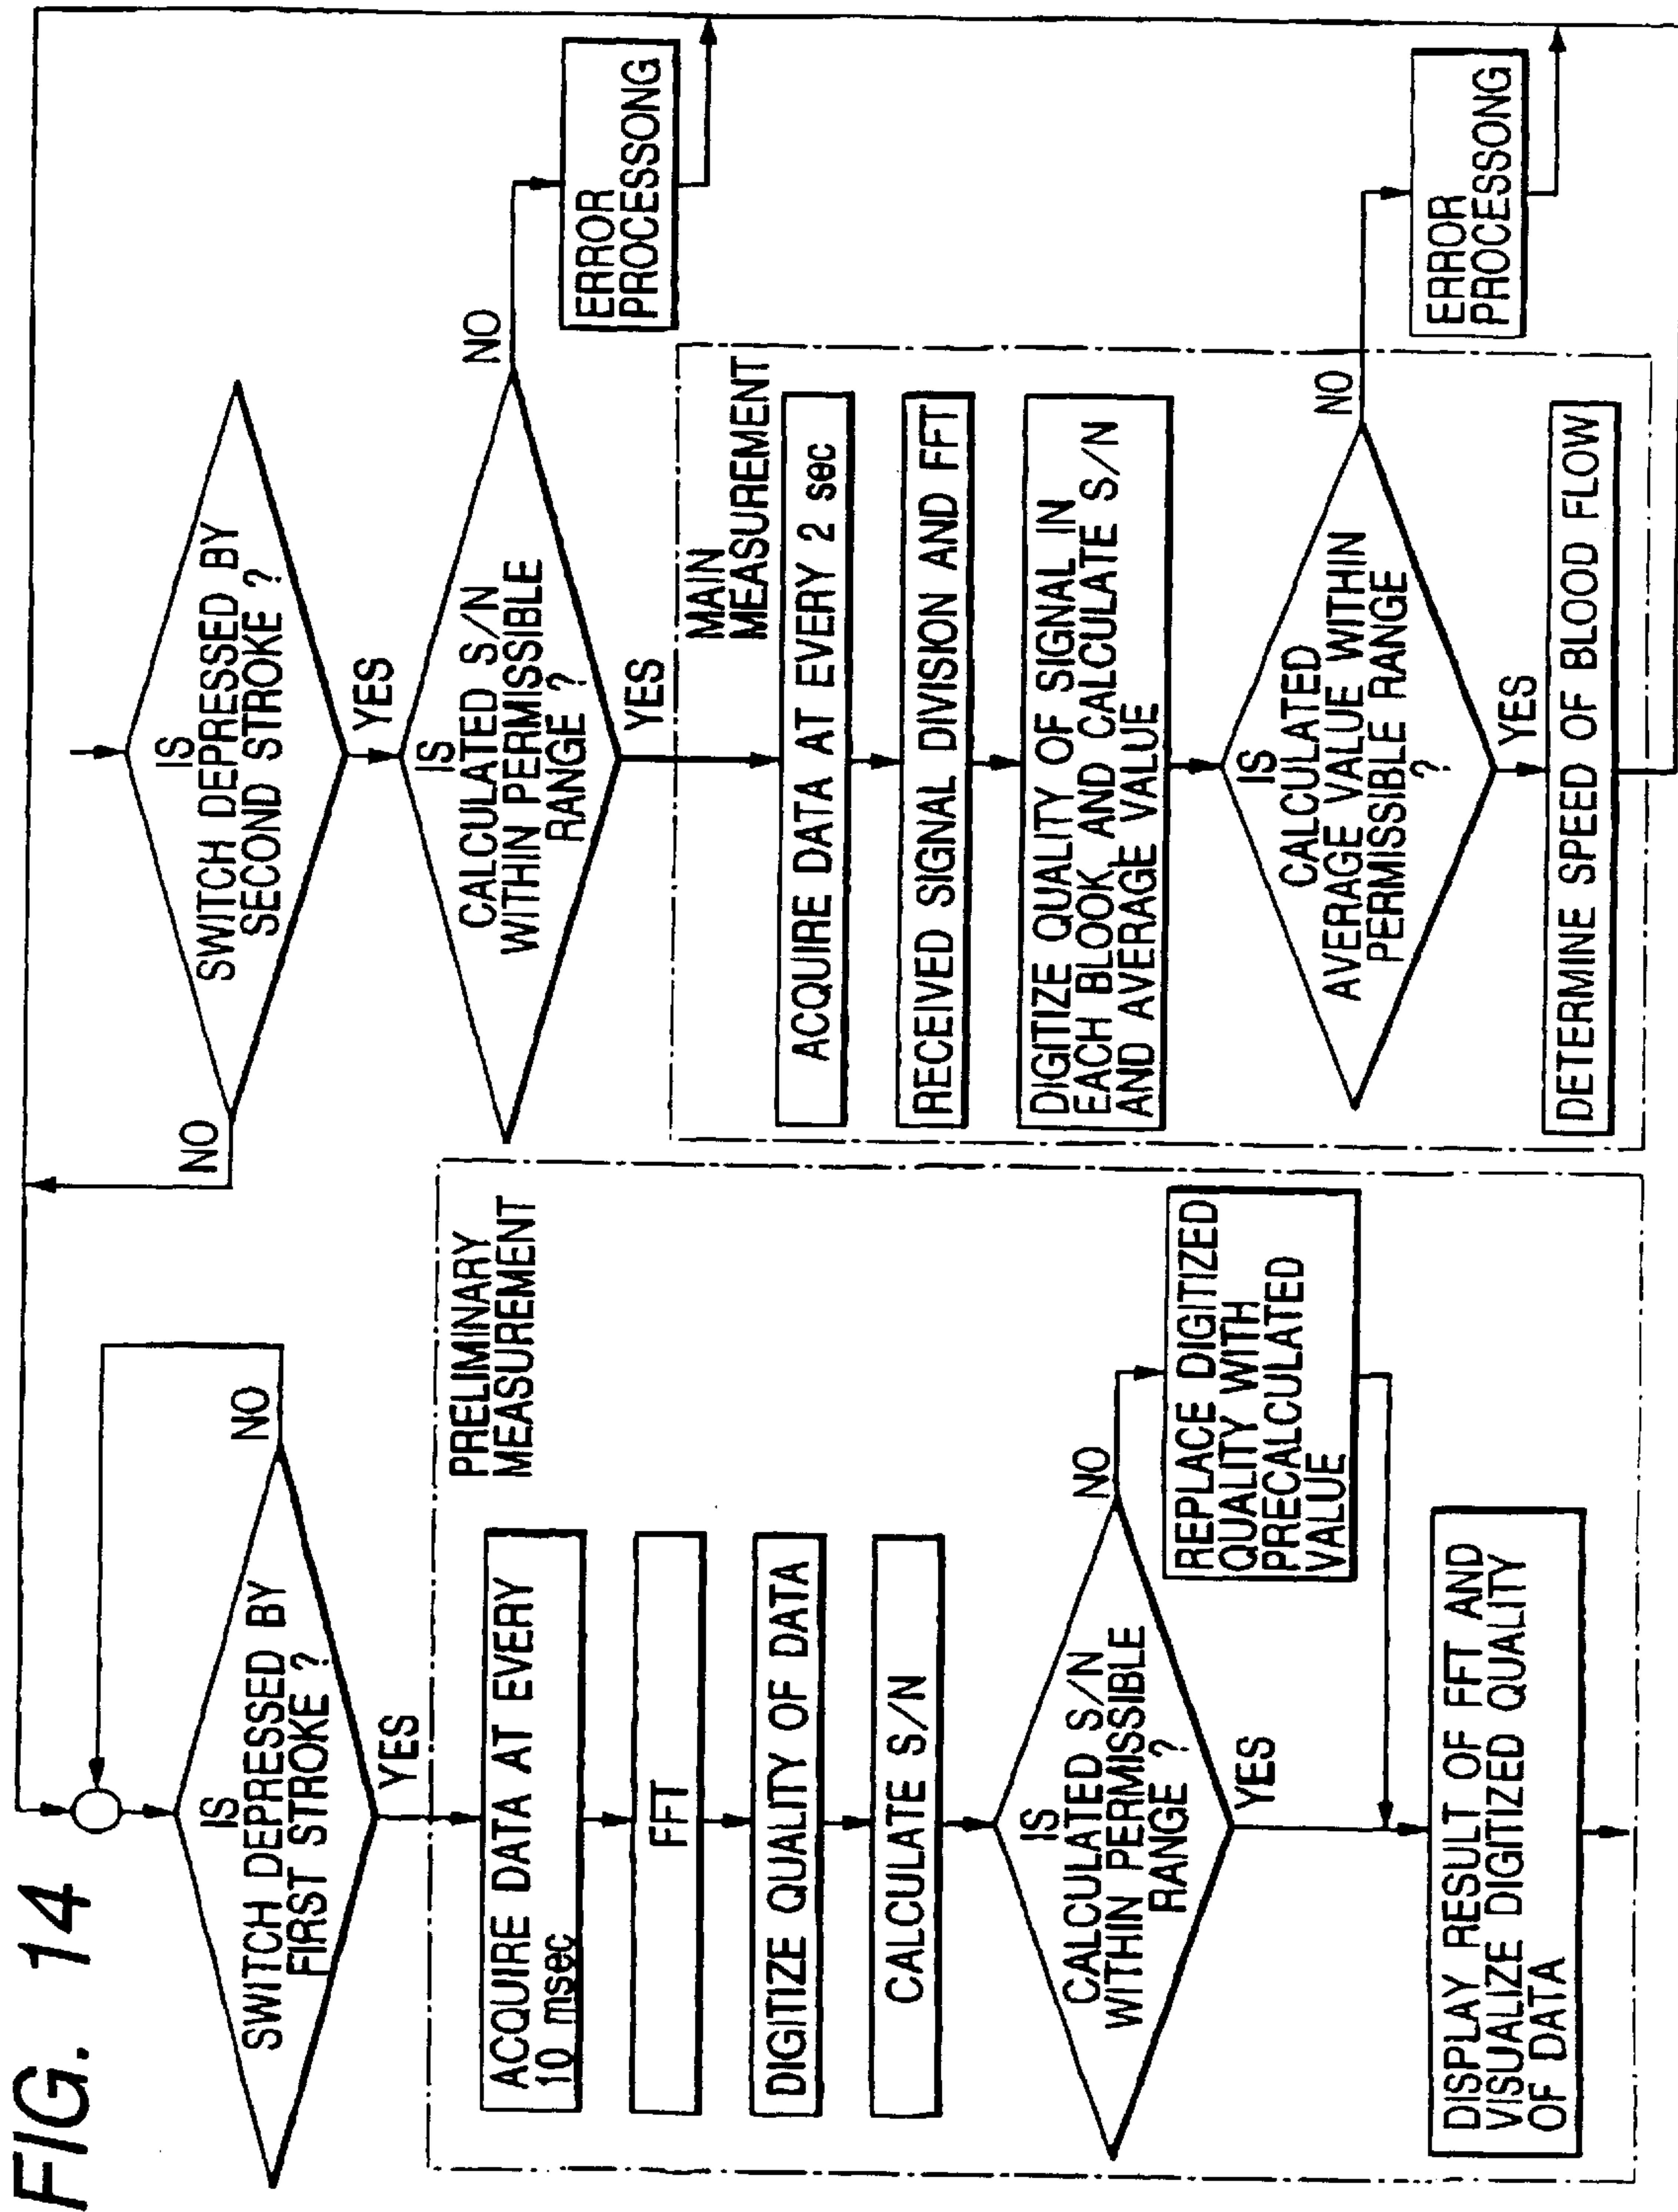 FIG. 14
IS
SWITCH DEPRESSED BY
FIRST STROKE ?
NO
YES
PRELIMINARY
MEASUREMENT
ACQUIRE DATA AT EVERY
10 msec
FFT
DIGITIZE QUALITY OF DATA
CALCULATE S/N
IS
CALCULATED S/N
WITHIN PERMISSIBLE
RANGE ?
NO
YES
REPLACE DIGITIZED
QUALITY WITH
PRECALCULATED
VALUE
DISPLAY RESULT OF FFT AND
VISUALIZE DIGITIZED QUALITY
OF DATA
IS
SWITCH DEPRESSED BY
SECOND STROKE ?
NO
YES
IS
CALCULATED S/N
WITHIN PERMISSIBLE
RANGE ?
NO
YES
ERROR
PROCESSONG
MAIN
MEASUREMENT
ACQUIRE DATA AT EVERY 2 sec
RECEIVED SIGNAL DIVISION AND FFT
DIGITIZE QUALITY OF SIGNAL IN
EACH BLOOK AND CALCULATE S/N
AND AVERAGE VALUE
IS
CALCULATED
AVERAGE VALUE WITHIN
PERMISSIBLE RANGE
?
NO
YES
ERROR
PROCESSONG
DETERMINE SPEED OF BLOOD FLOW